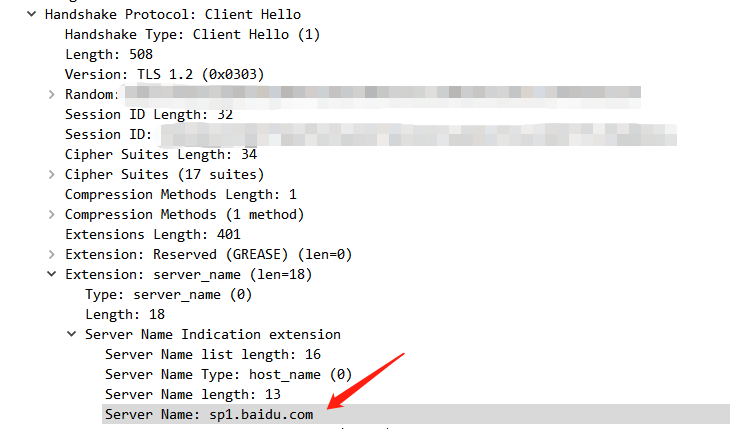 Handshake Protocol: Client Hello
Handshake Type: Client Hello (1)
Length: 508
Version: TLS 1.2 (0x0303)
Random:
Session ID Length: 32
Session ID:
Cipher Suites Length: 34
Cipher Suites (17 suites)
Compression Methods Length: 1
Compression Methods (1 method)
Extensions Length: 401
Extension: Reserved (GREASE) (len=0)
Extension: server_name (len=18)
Type: server_name (0)
Length: 18
Server Name Indication extension
Server Name list length: 16
Server Name Type: host_name (0)
Server Name length: 13
Server Name: sp1.baidu.com